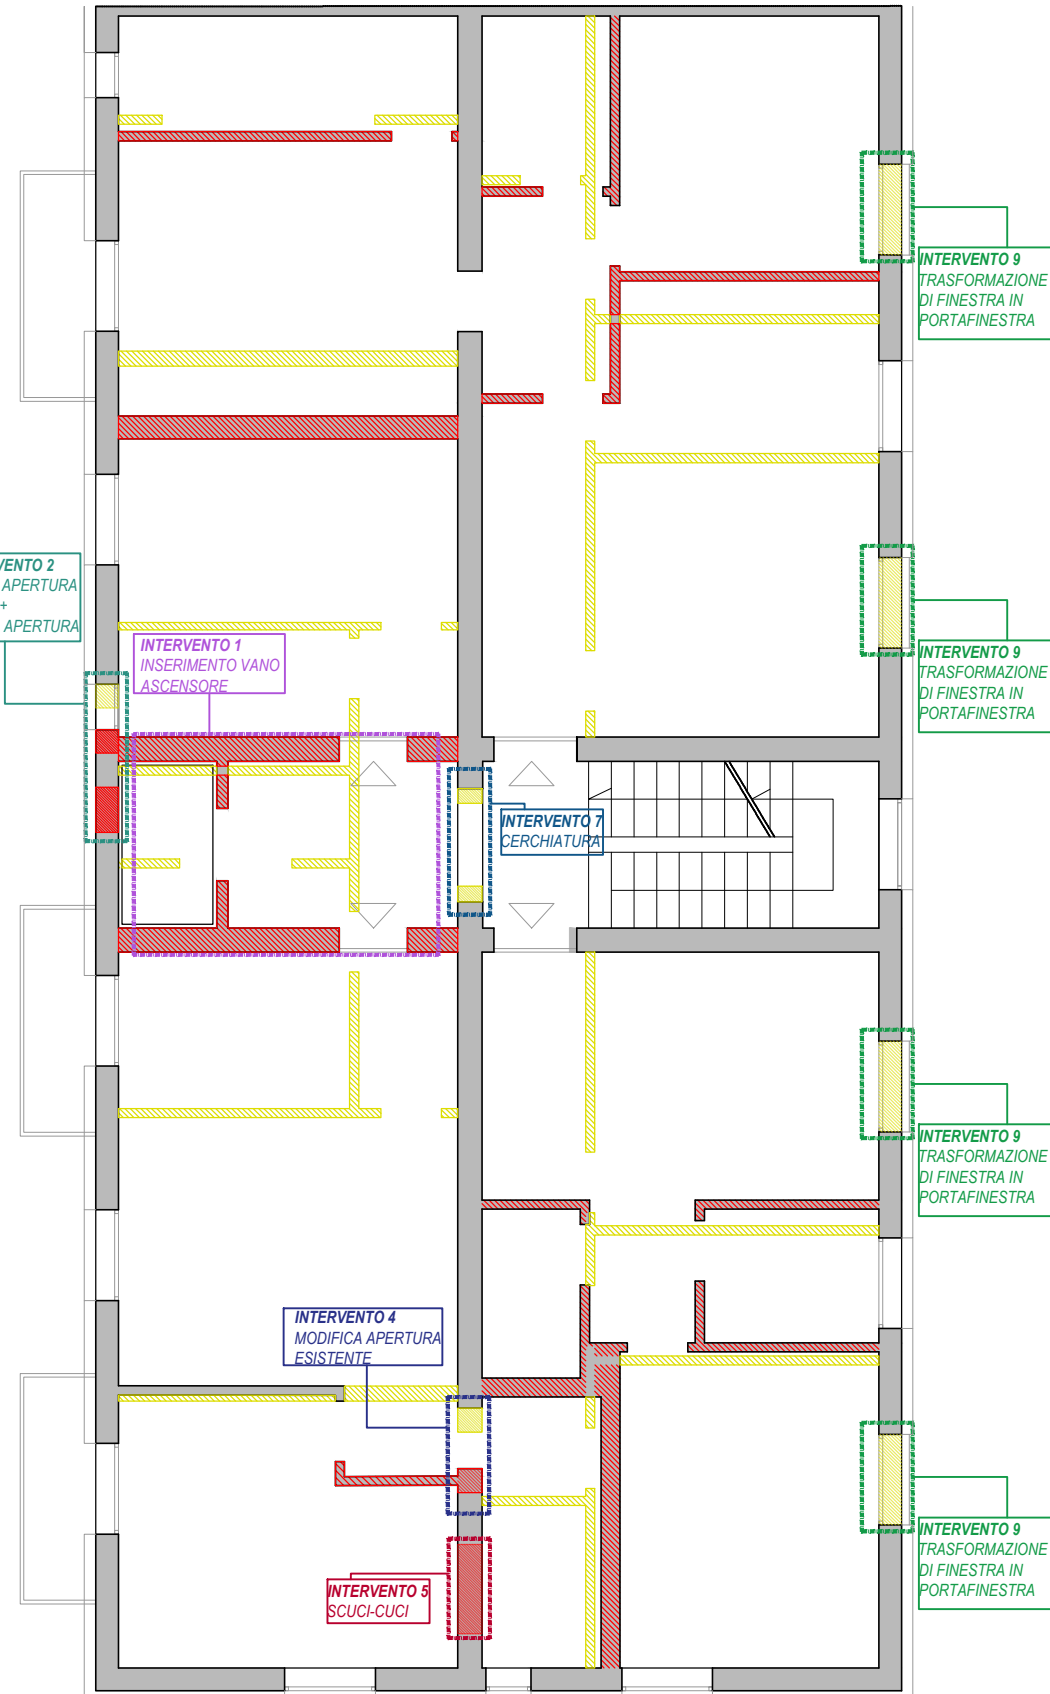 INTERVENTO 9
TRASFORMAZIONE
DI FINESTRA IN
PORTAFINESTRA
VENTO 2
APERTURA
+
APERTURA
INTERVENTO 1
INSERIMENTO VANO
ASCENSORE
INTERVENTO 9
TRASFORMAZIONE
DI FINESTRA IN
PORTAFINESTRA
INTERVENTO 7
CERCHIATURA
INTERVENTO 9
TRASFORMAZIONE
DI FINESTRA IN
PORTAFINESTRA
INTERVENTO 4
MODIFICA APERTURA
ESISTENTE
INTERVENTO 5
SCUCI-CUCI
INTERVENTO 9
TRASFORMAZIONE
DI FINESTRA IN
PORTAFINESTRA